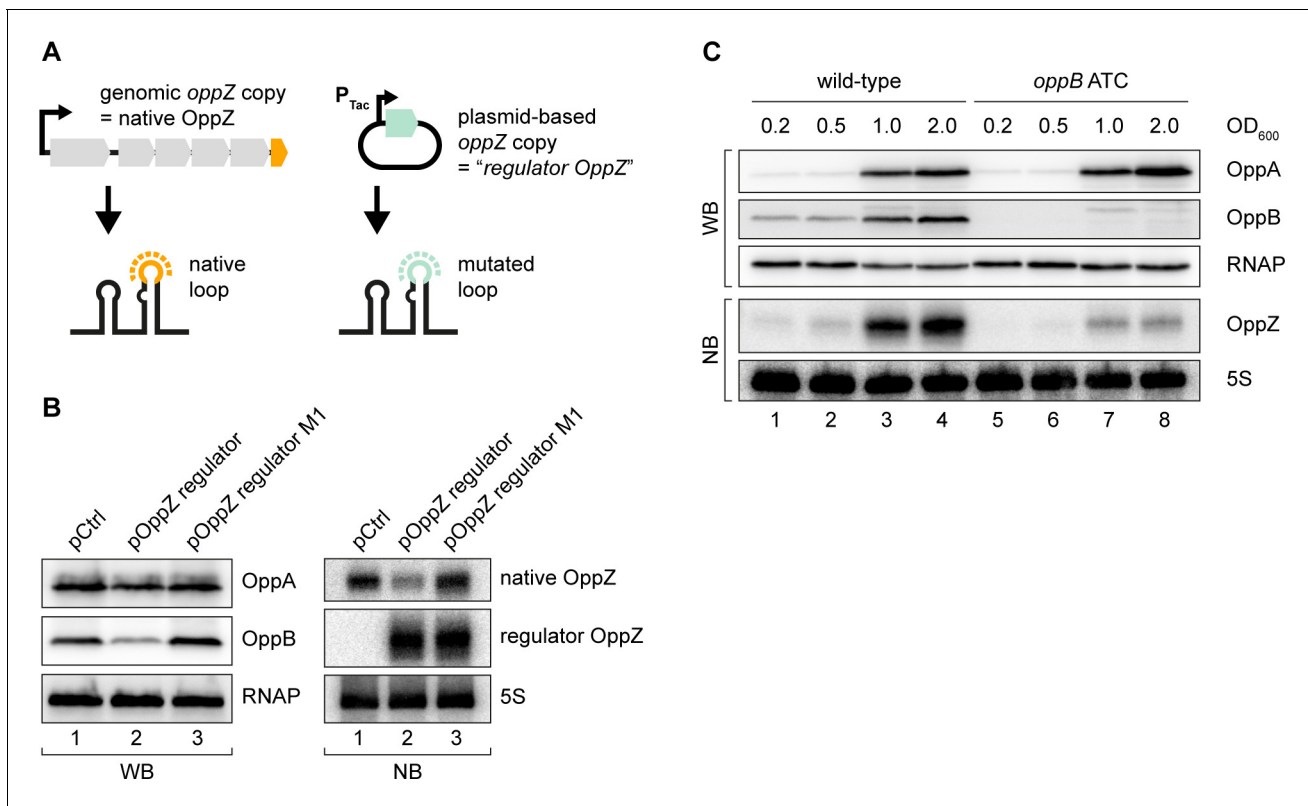 A
genomic oppZ copy
= native OppZ
native
loop
P Tac
plasmid-based
oppZ copy
= “regulator OppZ”
mutated
loop
B
pCtrl
pOppZ regulator
pOppZ regulator M1
OppA
OppB
RNAP
1 2 3
WB
pCtrl
pOppZ regulator
pOppZ regulator M1
native OppZ
regulator OppZ
5S
1 2 3
NB
C
wild-type oppB ATC
0.2 0.5 1.0 2.0 0.2 0.5 1.0 2.0 OD600
WB
OppA
OppB
RNAP
NB
OppZ
5S
1 2 3 4 5 6 7 8